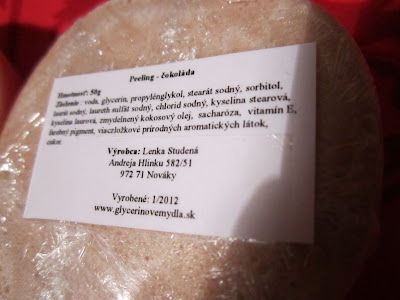 Peeling - čokoláda
Hmotnosť: 50g
Zloženie : voda, glycerín, propylénglykol, stearát sodný, sorbitol,
laurát sodný, laureth sulfát sodný, chlorid sodný, kyselina stearová,
kyselina laurová, zmydelnený kokosový olej, sacharóza, vitamín E,
farebný pigment, viaczložkové prírodných aromatických látok,
cukor.
Výrobca: Lenka Studená
Andreja Hlinku 582/51
972 71 Nováky
Vyrobené: 1/2012
www.glycerinovemydla.sk